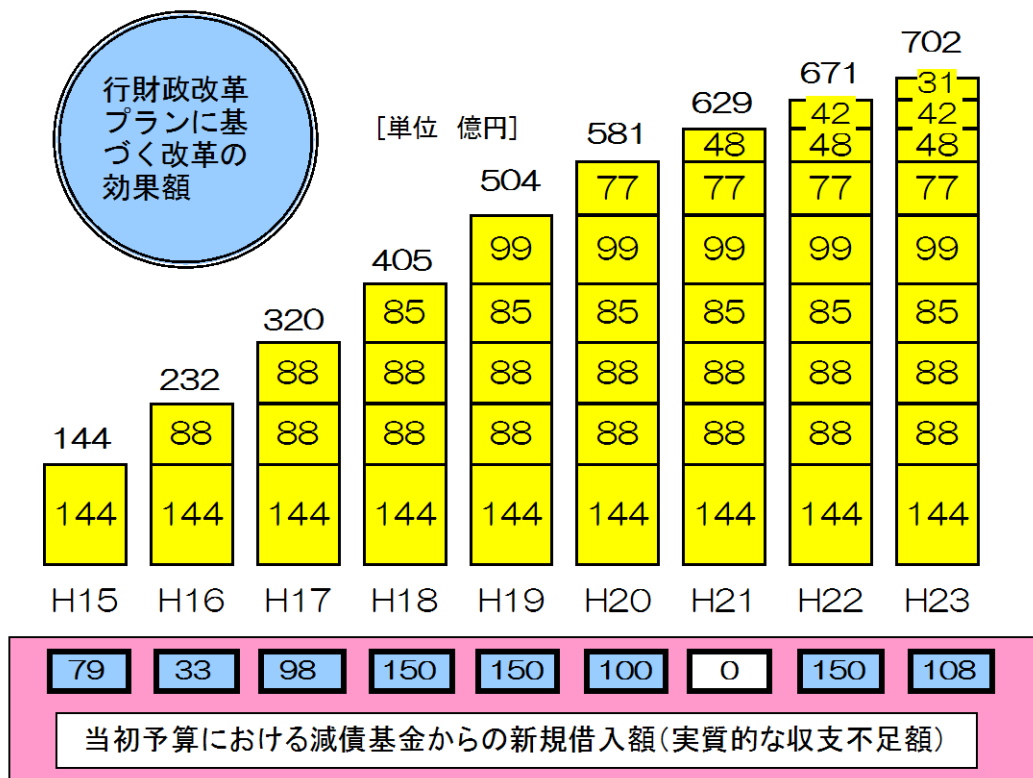 行財政改革
プランに基
づく改革の
効果額
[単位 億円]
144 232 320 405 504 581 629 671 702
31
42 42
48 48 48
77 77 77 77
99 99 99 99 99
85 85 85 85 85 85
88 88 88 88 88 88 88
88 88 88 88 88 88 88 88
144 144 144 144 144 144 144 144 144
H15 H16 H17 H18 H19 H20 H21 H22 H23
79 33 98 150 150 100 0 150 108
当初予算における減債基金からの新規借入額(実質的な収支不足額)